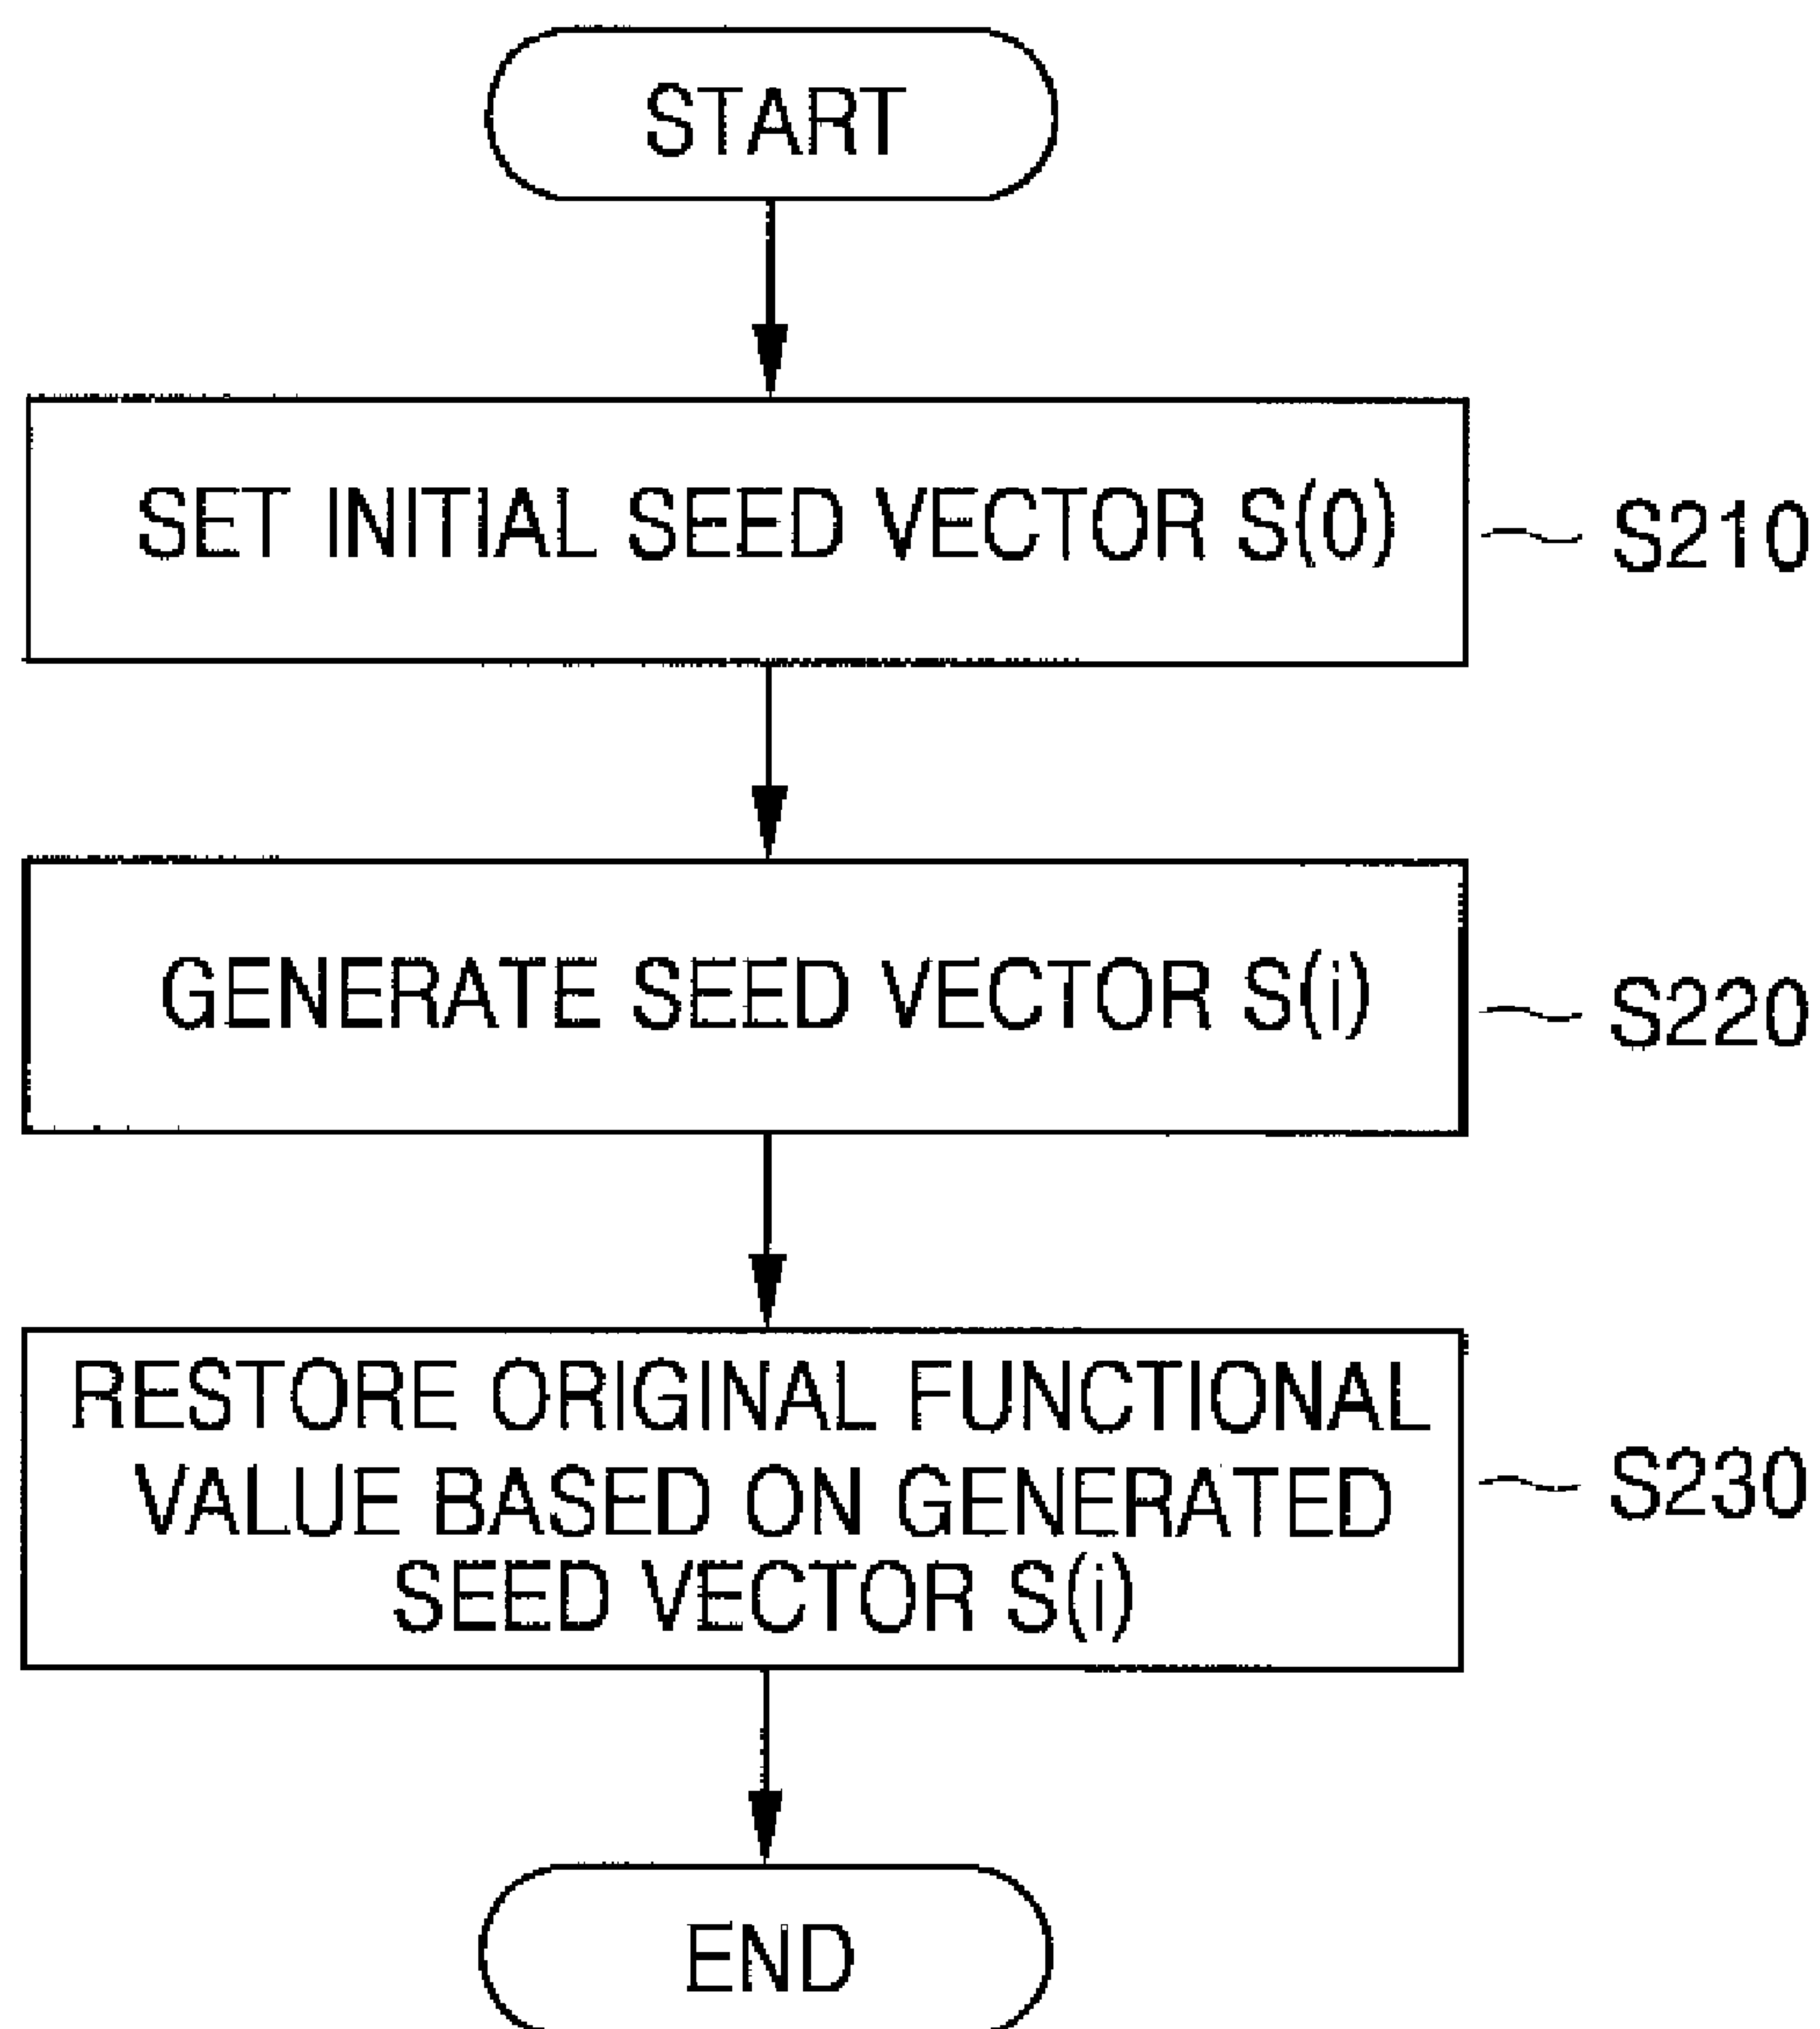 START
SET INITIAL SEED VECTOR S(0)
S210
GENERATE SEED VECTOR S(i)
S220
RESTORE ORIGINAL FUNCTIONAL
VALUE BASED ON GENERATED
SEED VECTOR S(i)
S230
END